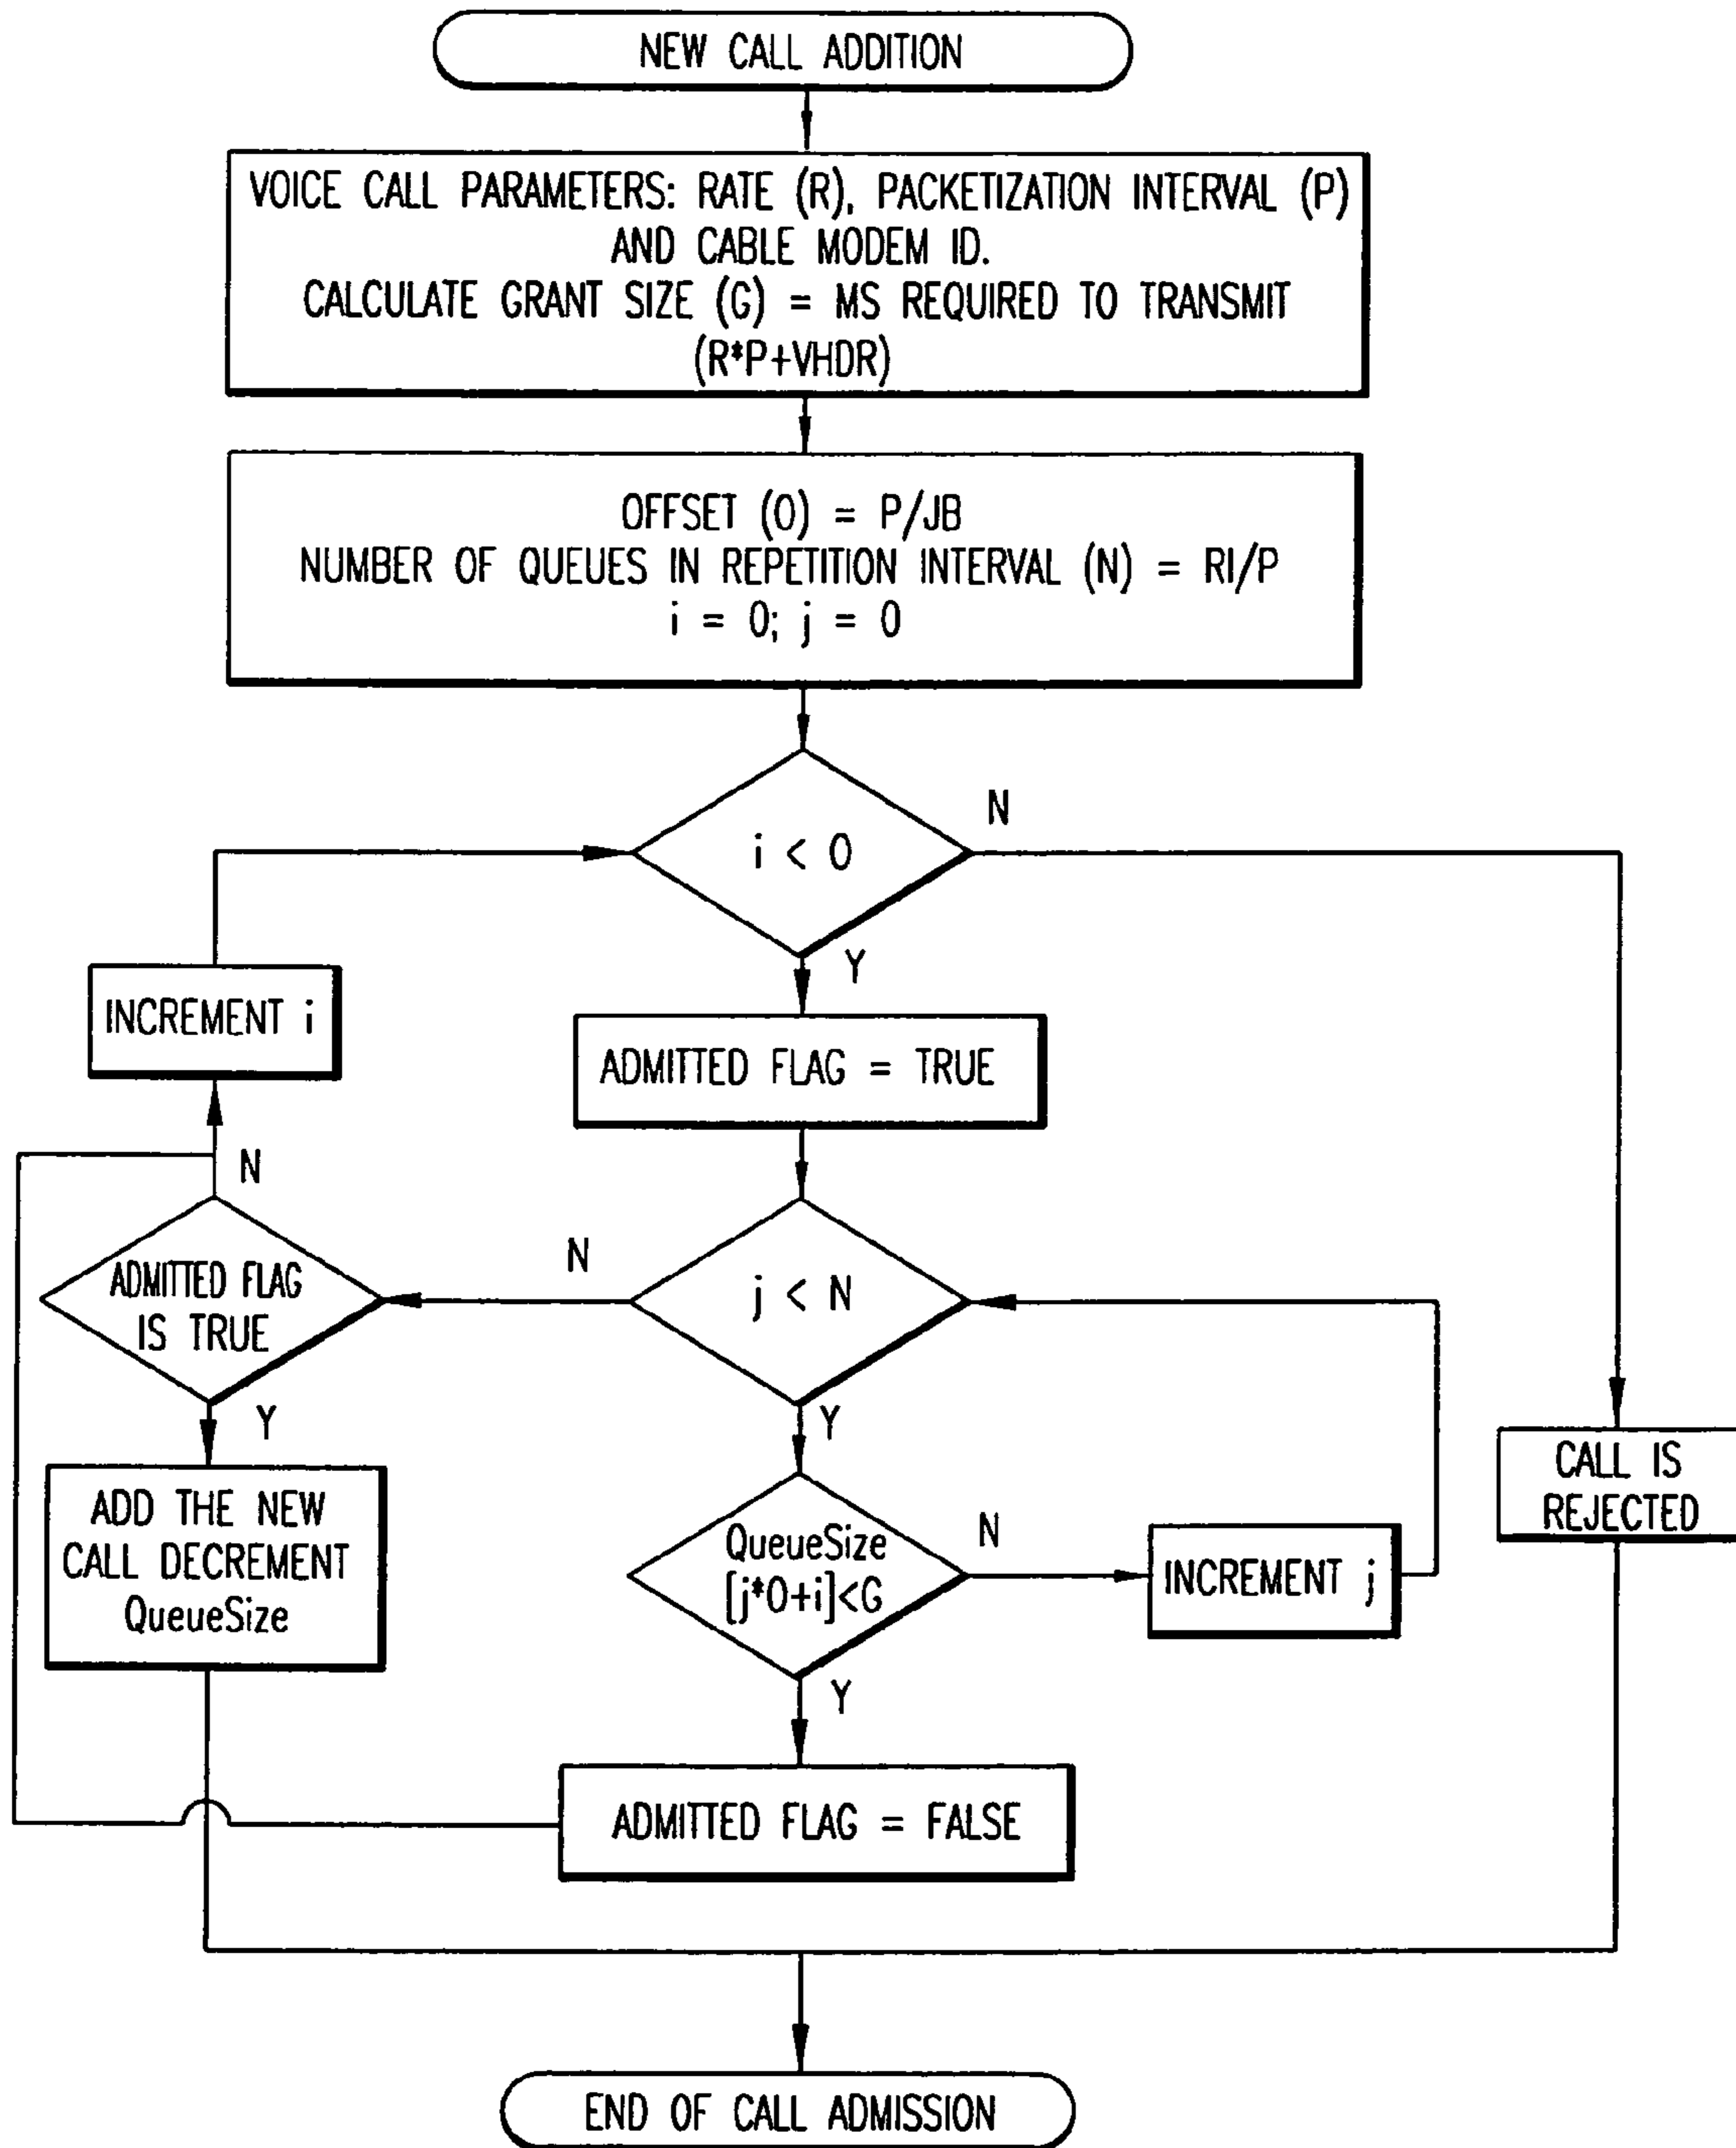 NEW CALL ADDITION
VOICE CALL PARAMETERS: RATE (R), PACKETIZATION INTERVAL (P)
AND CABLE MODEM ID.
CALCULATE GRANT SIZE (G) = MS REQUIRED TO TRANSMIT
(R*P+VHDR)
OFFSET (O) = P/JB
NUMBER OF QUEUES IN REPETITION INTERVAL (N) = RI/P
i = 0; j = 0
i < O
N
Y
INCREMENT i
ADMITTED FLAG = TRUE
N
ADMITTED FLAG
IS TRUE
N
j < N
Y
Y
ADD THE NEW
CALL DECREMENT
QueueSize
QueueSize
[j*O+i]<G
N
INCREMENT j
CALL IS
REJECTED
Y
ADMITTED FLAG = FALSE
END OF CALL ADMISSION